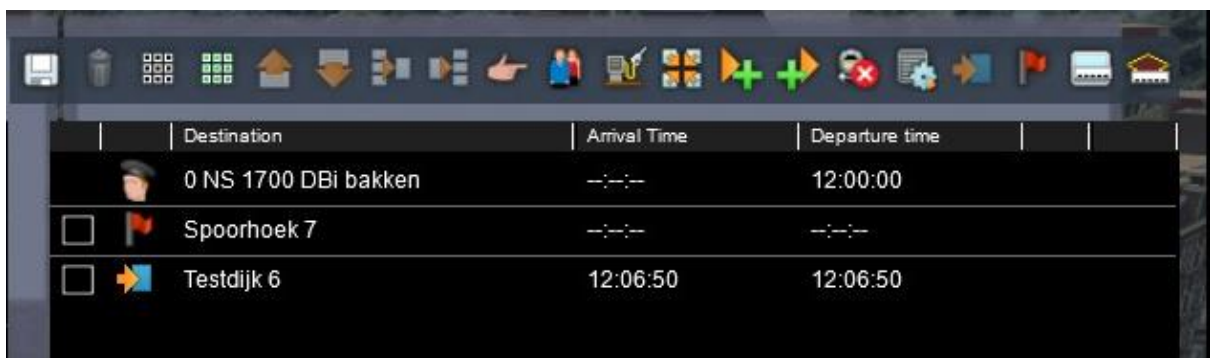 Destination Arrival Time Departure time
0 NS 1700 DBi bakken --:--:-- 12:00:00
Spoorhoek 7 --:--:-- --:--:--
Testdijk 6 12:06:50 12:06:50